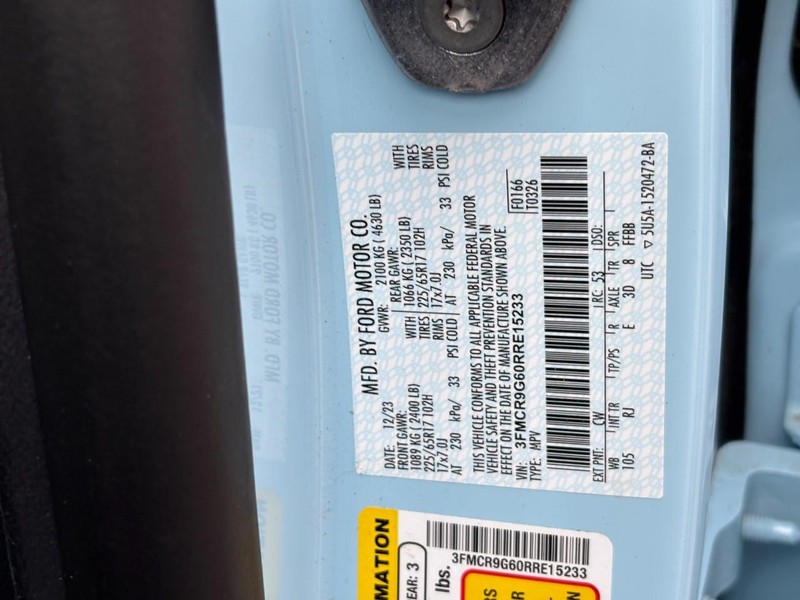 MFD. BY FORD MOTOR CO.
DATE: 12/23 GVWR: 2100 KG ( 4630 LB)
FRONT GAWR: REAR GAWR:
1089 KG ( 2400 LB) WITH 1066 KG ( 2350 LB) WITH
225/65R17 102H TIRES 225/65R17 102H TIRES
17x7.0J RIMS 17x7.0J RIMS
AT 230 kPa/ 33 PSI COLD AT 230 kPa/ 33 PSI COLD
THIS VEHICLE CONFORMS TO ALL APPLICABLE FEDERAL MOTOR
VEHICLE SAFETY AND THEFT PREVENTION STANDARDS IN
EFFECT ON THE DATE OF MANUFACTURE SHOWN ABOVE.
VIN: 3FMCR9G60RRE15233
TYPE: MPV
F0166
T0326
EXT PNT: CW RC: 53 DSO:
WB INT TR TP/PS R AXLE TR SPR
105 RJ E 3D 8 FFBB
UTC ▽ 5U5A-1520472-BA
MATION
EAR: 3
lbs.
3FMCR9G60RRE15233